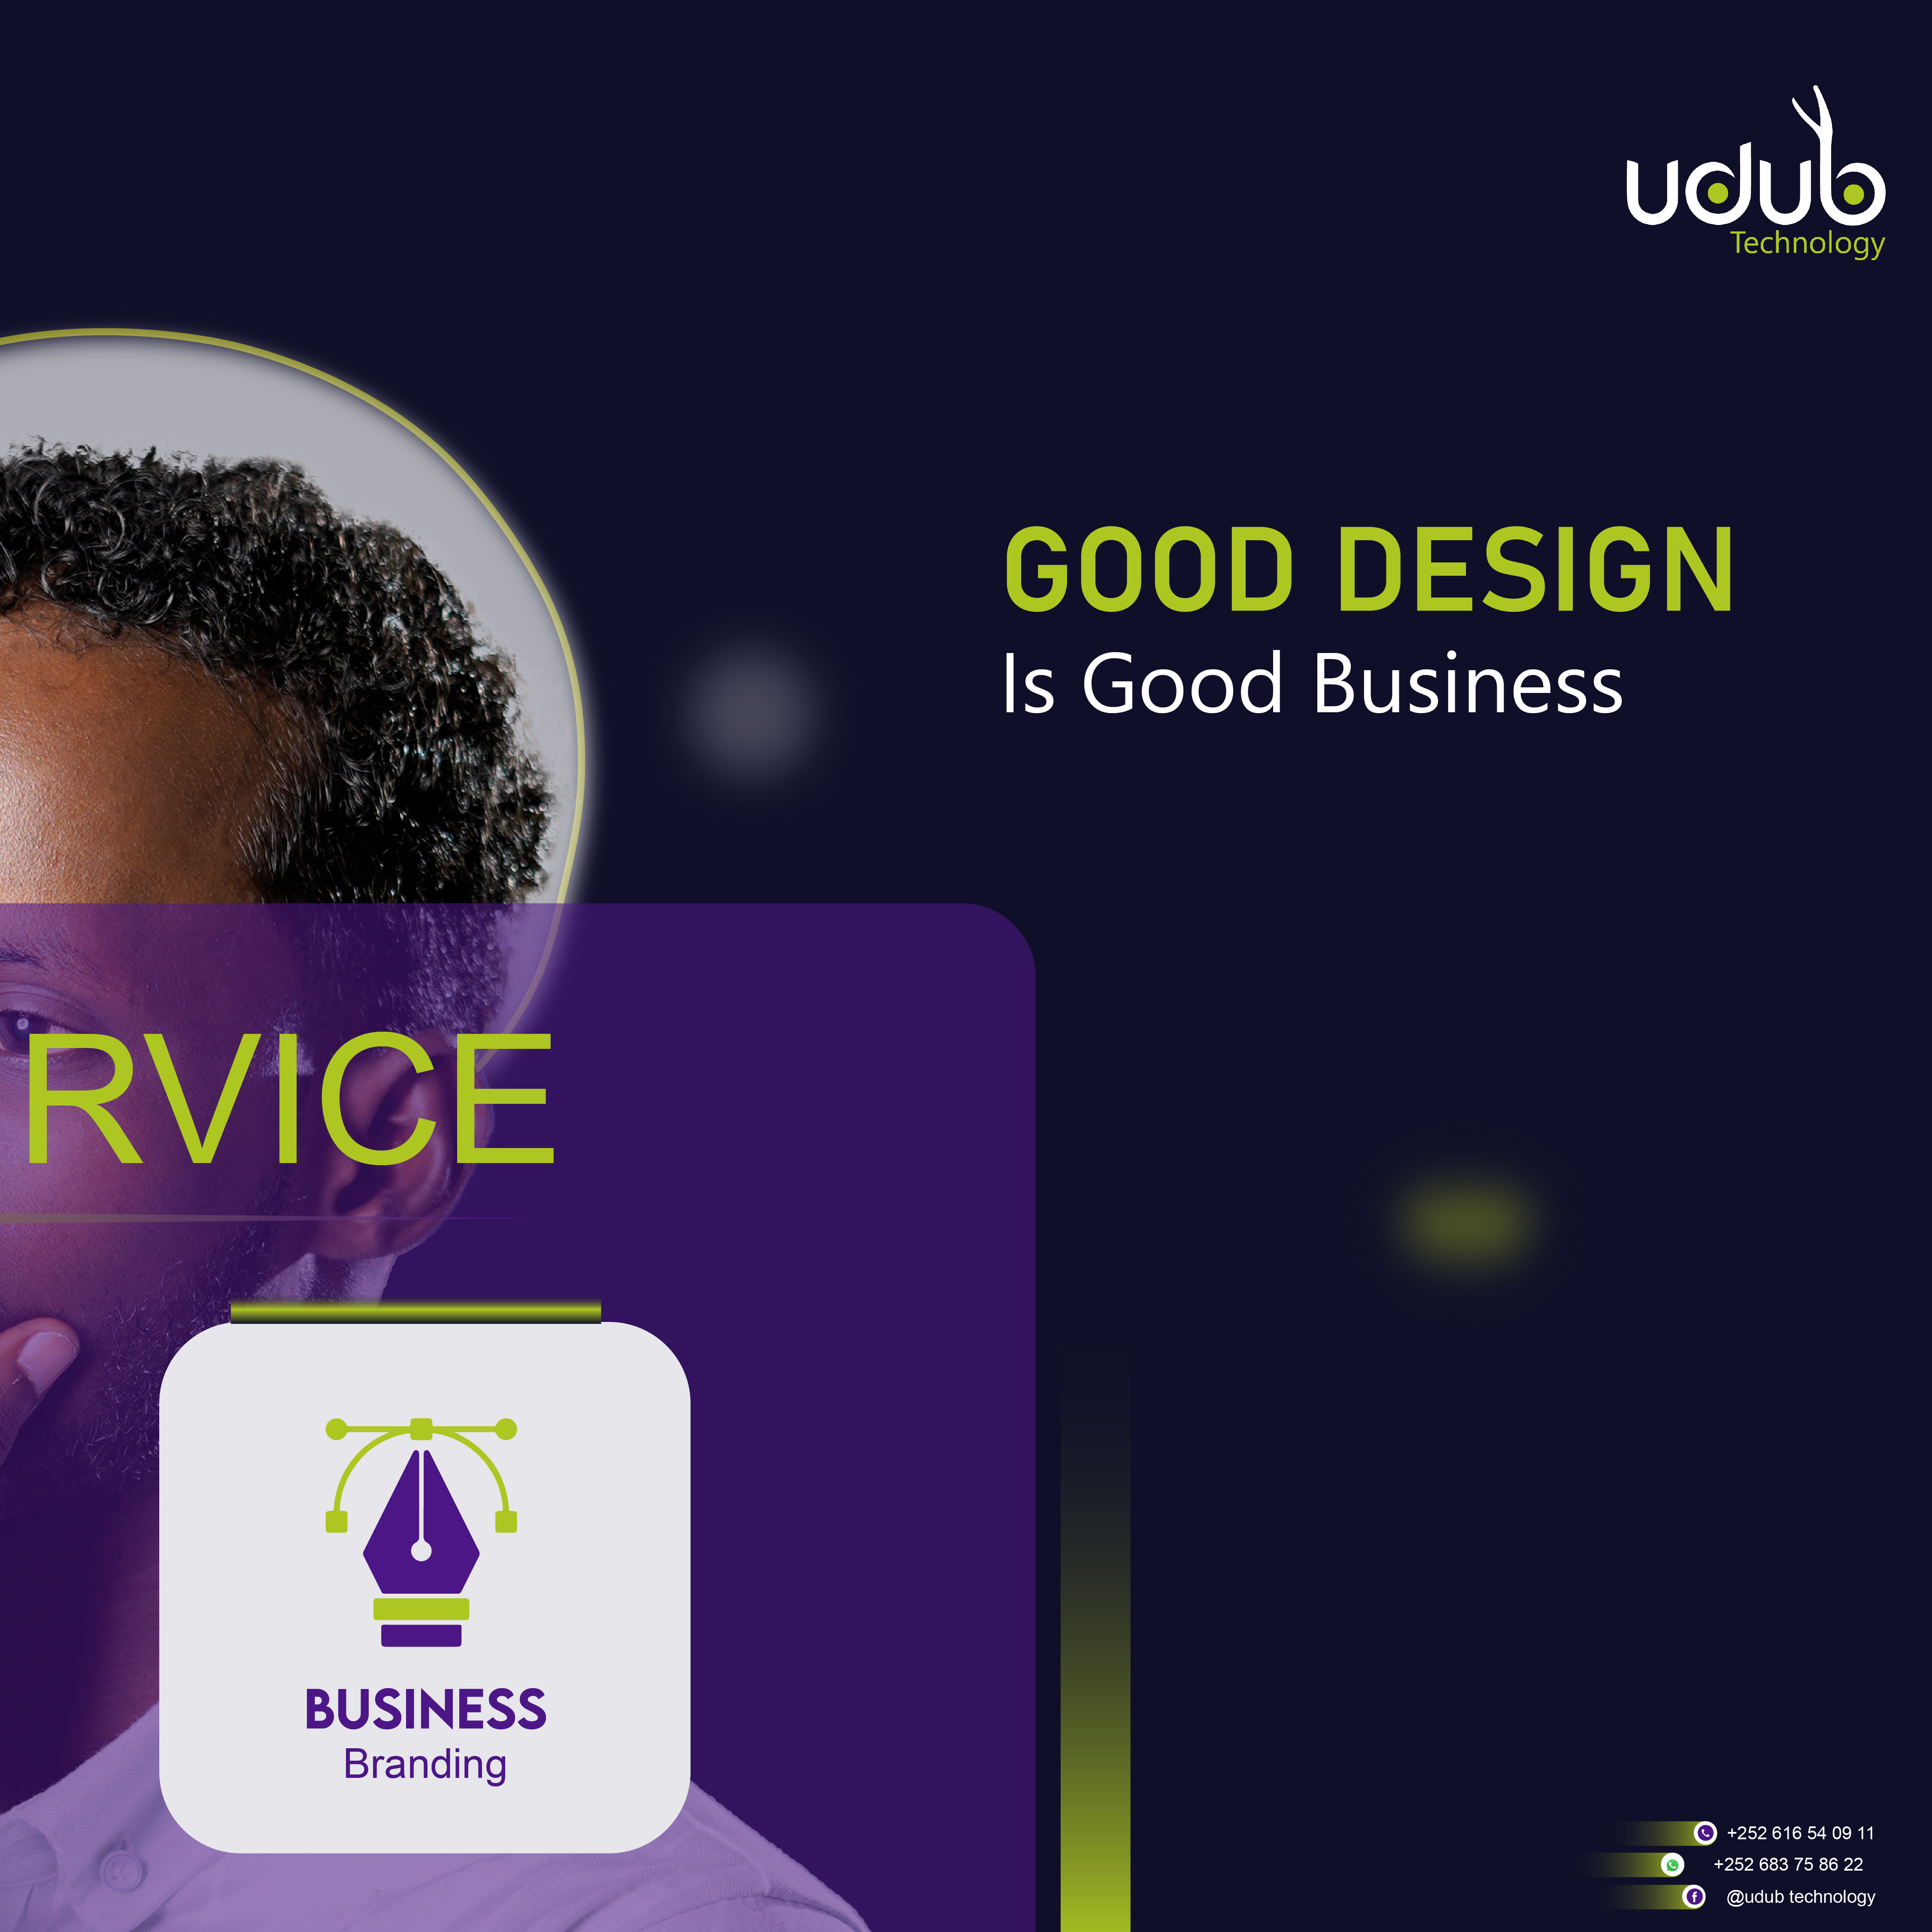 udub
Technology
GOOD DESIGN
Is Good Business
RVICE
BUSINESS
Branding
+252 616 54 09 11
+252 683 75 86 22
@udub technology